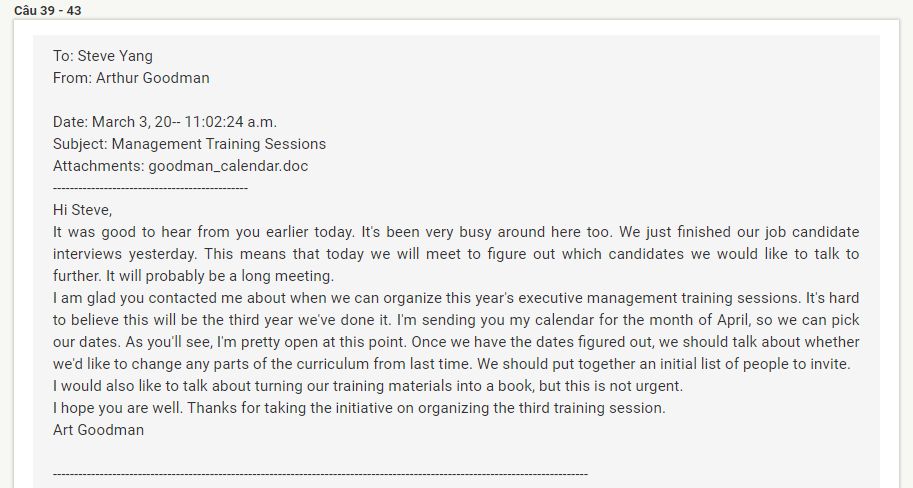 Câu 39 - 43
To: Steve Yang
From: Arthur Goodman
Date: March 3, 20-- 11:02:24 a.m.
Subject: Management Training Sessions
Attachments: goodman_calendar.doc
----------------------------------------------
Hi Steve,
It was good to hear from you earlier today. It's been very busy around here too. We just finished our job candidate
interviews yesterday. This means that today we will meet to figure out which candidates we would like to talk to
further. It will probably be a long meeting.
I am glad you contacted me about when we can organize this year's executive management training sessions. It's hard
to believe this will be the third year we've done it. I'm sending you my calendar for the month of April, so we can pick
our dates. As you'll see, I'm pretty open at this point. Once we have the dates figured out, we should talk about whether
we'd like to change any parts of the curriculum from last time. We should put together an initial list of people to invite.
I would also like to talk about turning our training materials into a book, but this is not urgent.
I hope you are well. Thanks for taking the initiative on organizing the third training session.
Art Goodman
-------------------------------------------------------------------------------------------------------------------------------